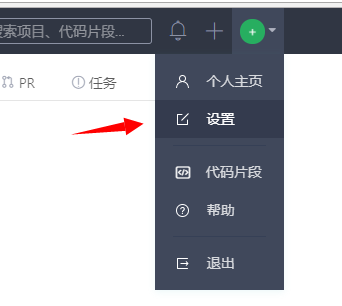 搜索项目、代码片段...
PR 任务
个人主页
设置
代码片段
帮助
退出